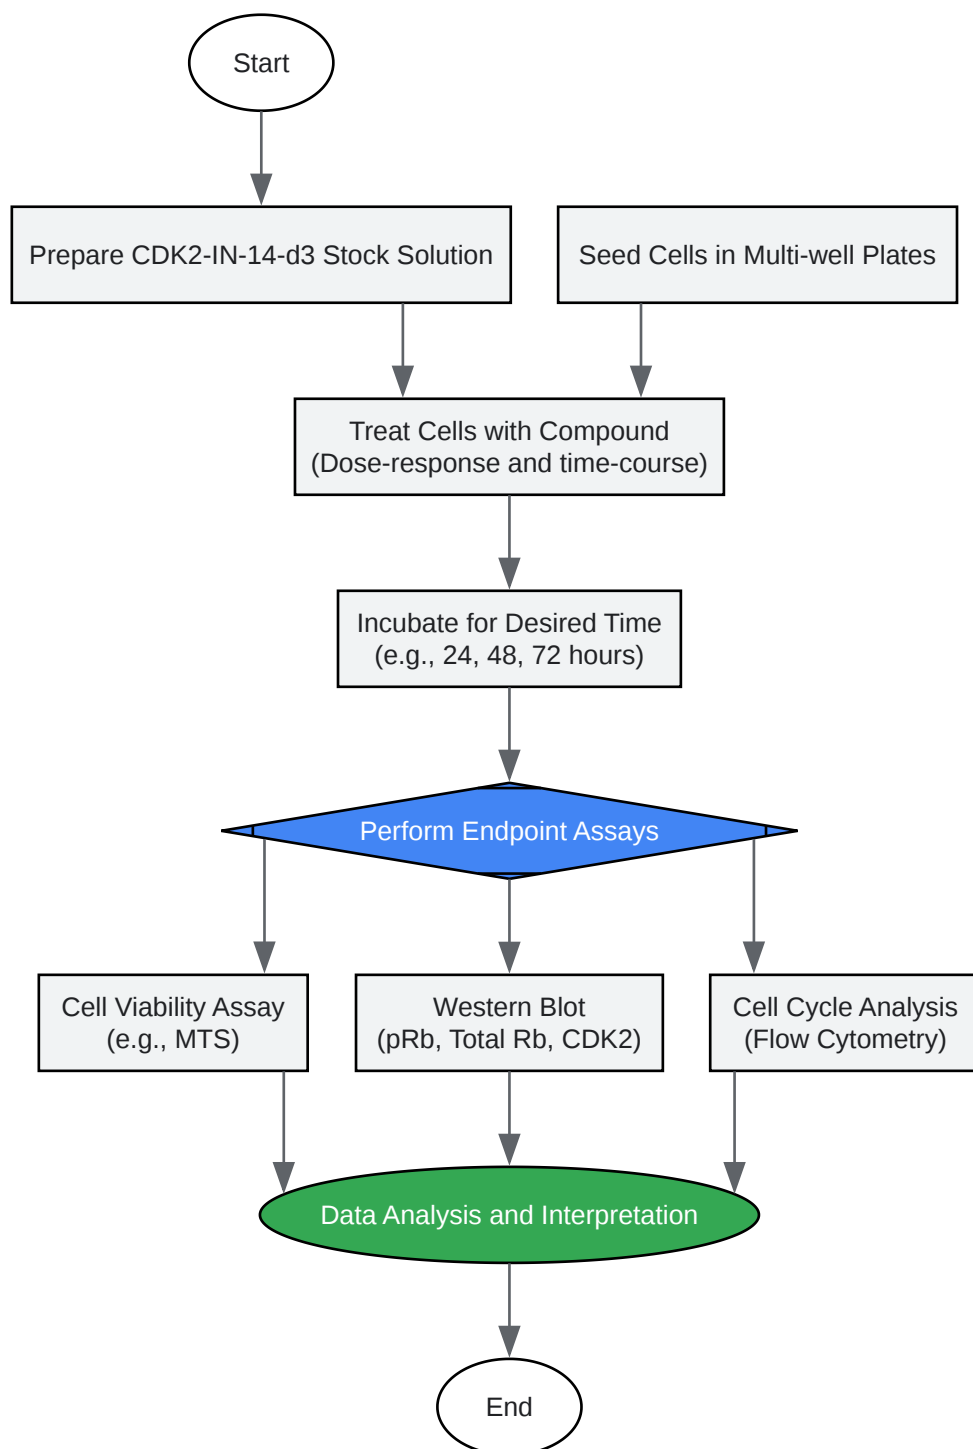 Start
Prepare CDK2-IN-14-d3 Stock Solution
Seed Cells in Multi-well Plates
Treat Cells with Compound
(Dose-response and time-course)
Incubate for Desired Time
(e.g., 24, 48, 72 hours)
Perform Endpoint Assays
Cell Viability Assay
(e.g., MTS)
Western Blot
(pRb, Total Rb, CDK2)
Cell Cycle Analysis
(Flow Cytometry)
Data Analysis and Interpretation
End